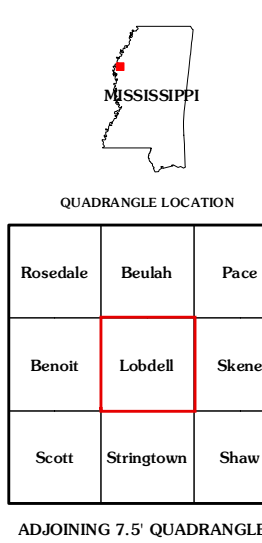 MISSISSIPPI
QUADRANGLE LOCATION
Rosedale Beulah Pace
Benoit Lobdell Skene
Scott Stringtown Shaw
ADJOINING 7.5' QUADRANGLE